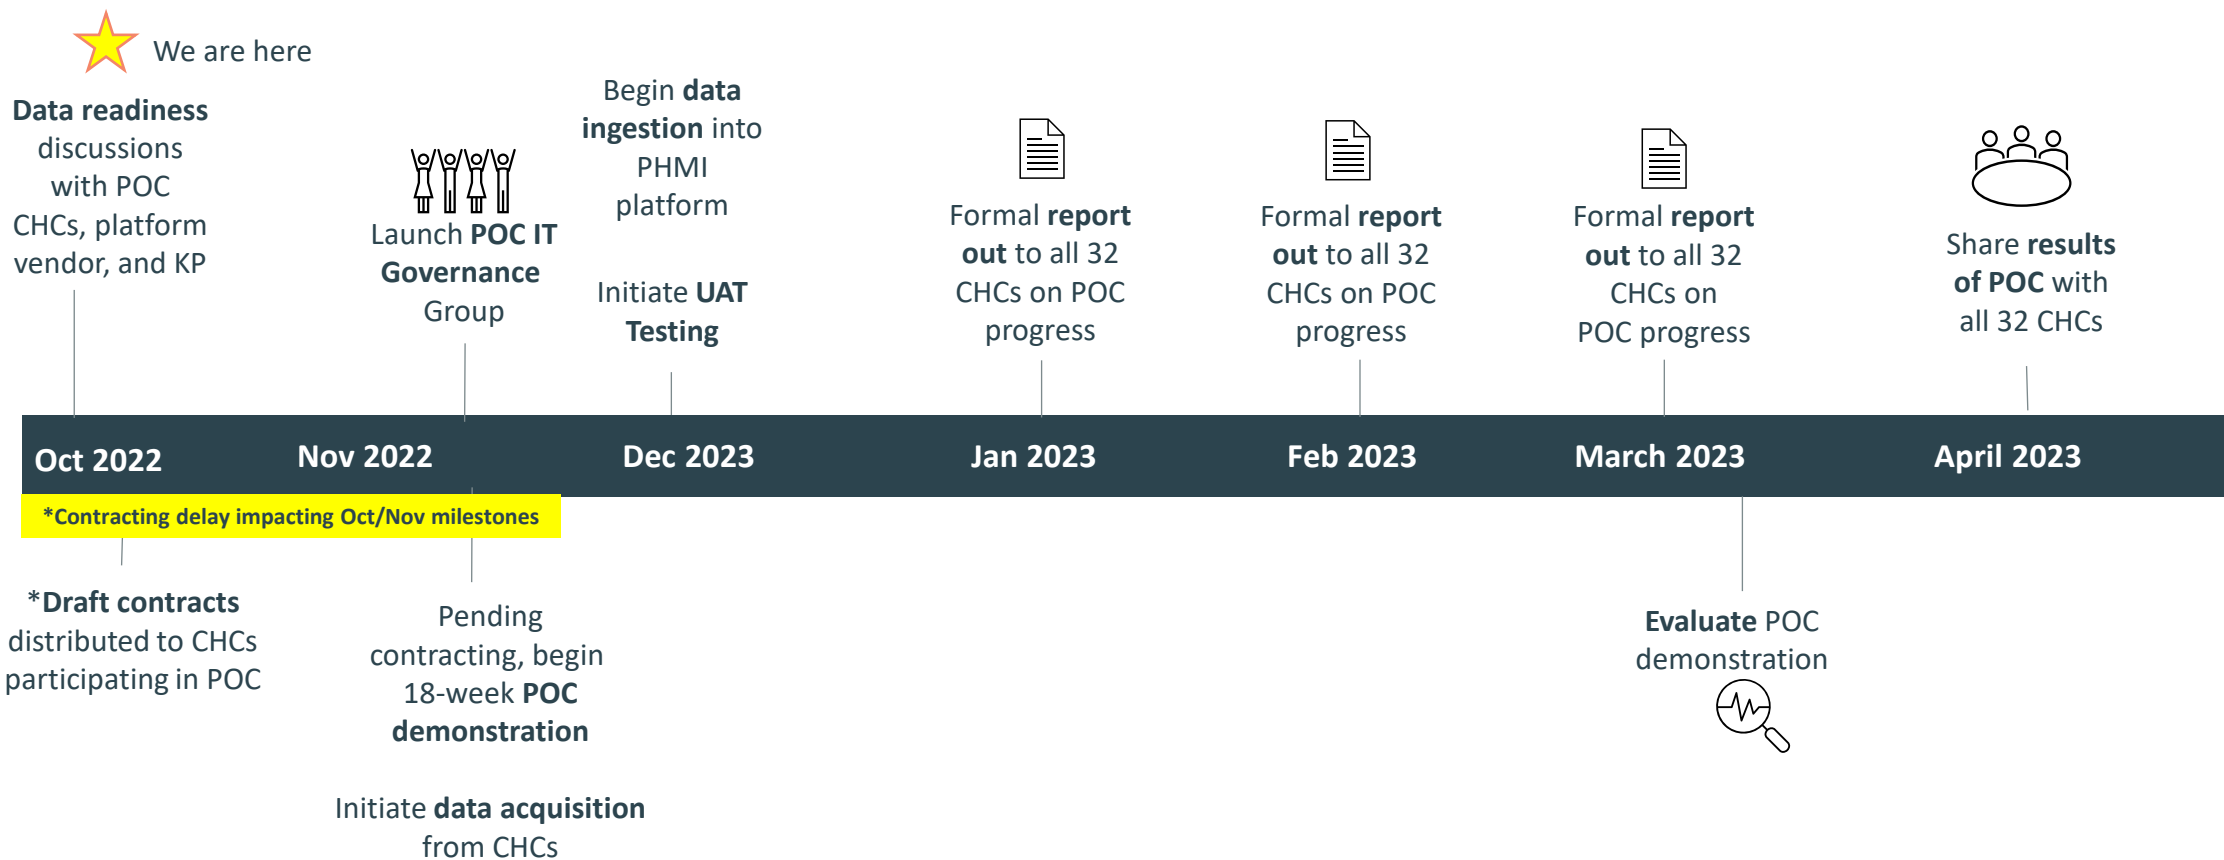 We are here
Data readiness
discussions
with POC
CHCs, platform
vendor, and KP
Launch POC IT
Governance
Group
Begin data
ingestion into
PHMI
platform
Initiate UAT
Testing
Formal report
out to all 32
CHCs on POC
progress
Formal report
out to all 32
CHCs on POC
progress
Formal report
out to all 32
CHCs on
POC progress
Share results
of POC with
all 32 CHCs
Oct 2022
Nov 2022
Dec 2023
Jan 2023
Feb 2023
March 2023
April 2023
*Contracting delay impacting Oct/Nov milestones
*Draft contracts
distributed to CHCs
participating in POC
Pending
contracting, begin
18-week POC
demonstration
Initiate data acquisition
from CHCs
Evaluate POC
demonstration